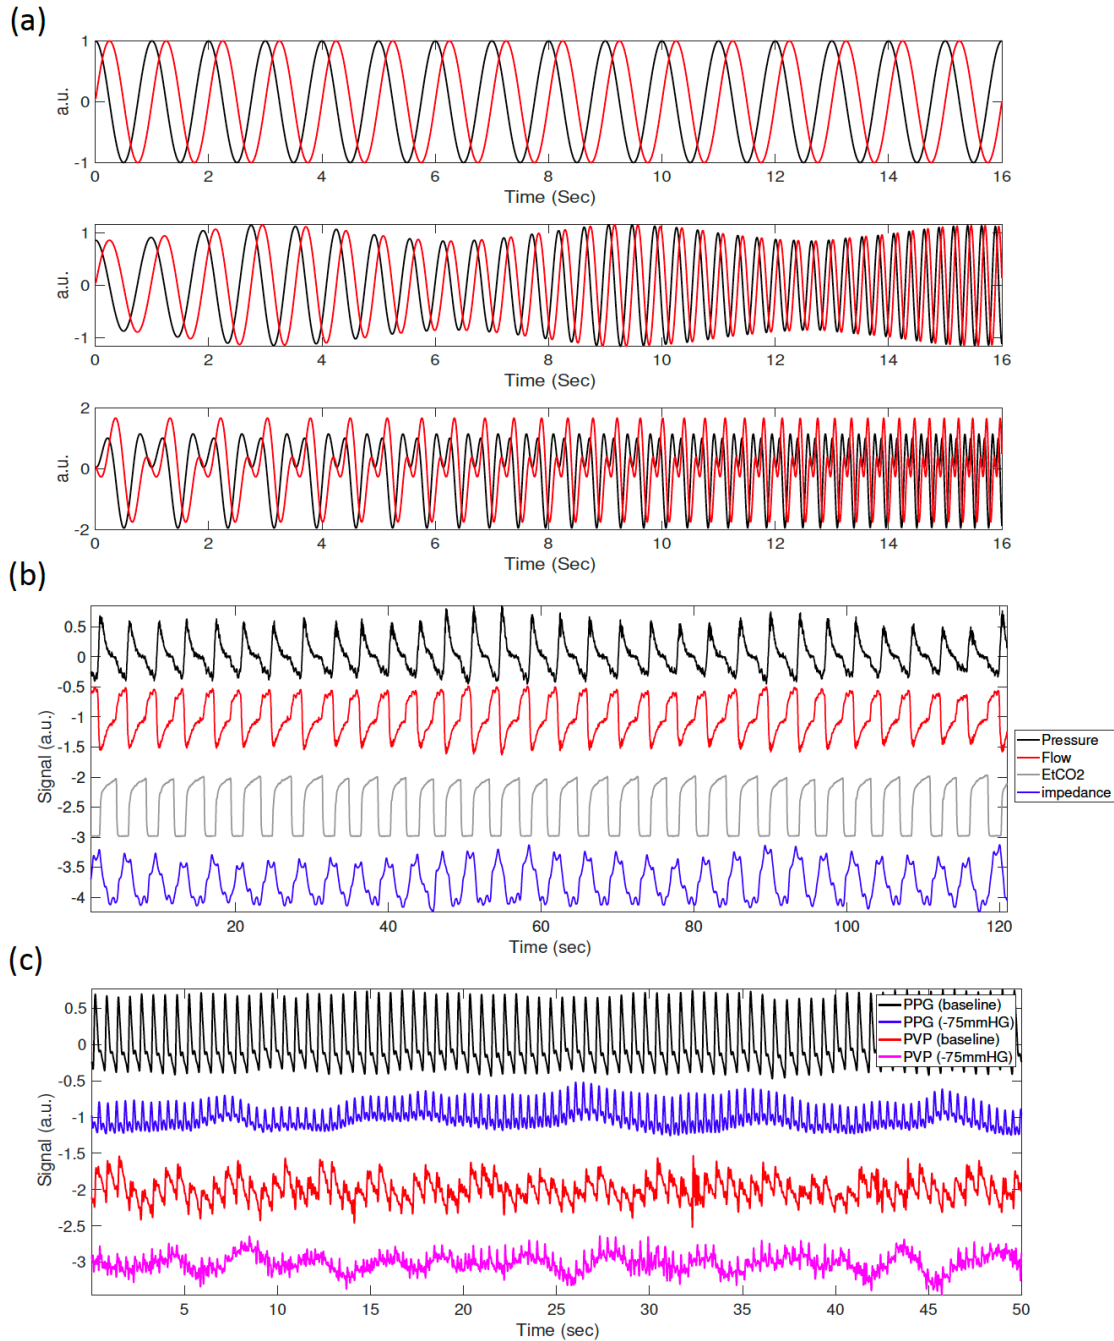 (a)
1
0
-1
a.u.
0 2 4 6 8 10 12 14 16
Time (Sec)
1
0
-1
a.u.
0 2 4 6 8 10 12 14 16
Time (Sec)
2
0
-2
a.u.
0 2 4 6 8 10 12 14 16
Time (Sec)
(b)
0.5
0
-0.5
-1
-1.5
-2
-2.5
-3
-3.5
-4
Signal (a.u.)
20 40 60 80 100 120
Time (sec)
Pressure
Flow
EtCO2
impedance
(c)
0.5
0
-0.5
-1
-1.5
-2
-2.5
-3
Signal (a.u.)
PPG (baseline)
PPG (-75mmHG)
PVP (baseline)
PVP (-75mmHG)
5 10 15 20 25 30 35 40 45 50
Time (sec)